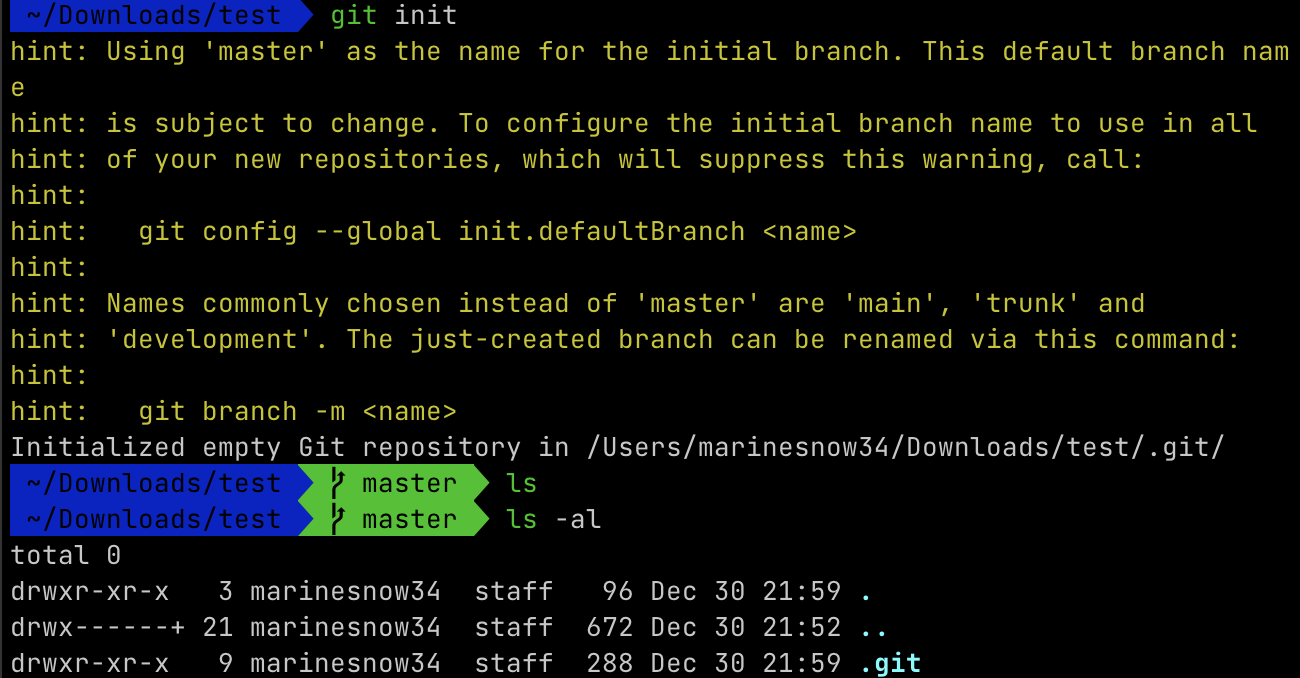 ~/Downloads/test git init
hint: Using 'master' as the name for the initial branch. This default branch nam
e
hint: is subject to change. To configure the initial branch name to use in all
hint: of your new repositories, which will suppress this warning, call:
hint:
hint:   git config --global init.defaultBranch <name>
hint:
hint: Names commonly chosen instead of 'master' are 'main', 'trunk' and
hint: 'development'. The just-created branch can be renamed via this command:
hint:
hint:   git branch -m <name>
Initialized empty Git repository in /Users/marinesnow34/Downloads/test/.git/
~/Downloads/test master ls
~/Downloads/test master ls -al
total 0
drwxr-xr-x   3 marinesnow34  staff   96 Dec 30 21:59 .
drwx------+ 21 marinesnow34  staff  672 Dec 30 21:52 ..
drwxr-xr-x   9 marinesnow34  staff  288 Dec 30 21:59 .git